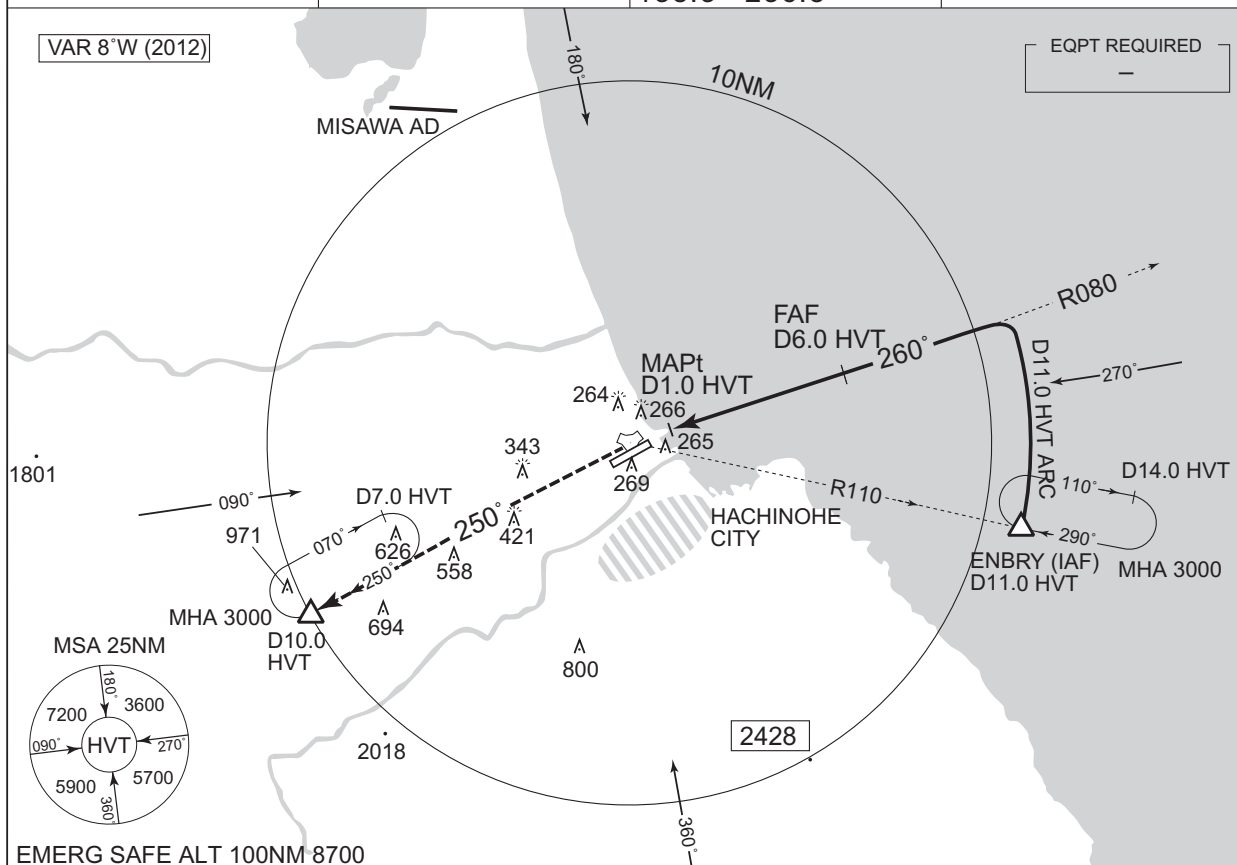 VAR 8˚W (2012)
EQPT REQUIRED
–
180˚
10NM
MISAWA AD
R080
FAF
D6.0 HVT
260˚
MAPt
D1.0 HVT
D11.0 HVT ARC
270˚
264
266
265
343
269
1801
R110
110˚
D14.0 HVT
090˚
D7.0 HVT
250˚
421
HACHINOHE
CITY
290˚
971
070˚
626
558
ENBRY (IAF)
D11.0 HVT
MHA 3000
250˚
MHA 3000
694
D10.0
HVT
800
MSA 25NM
180˚
7200
3600
090˚
HVT
270˚
5900
5700
360˚
2018
2428
360˚
EMERG SAFE ALT 100NM 8700